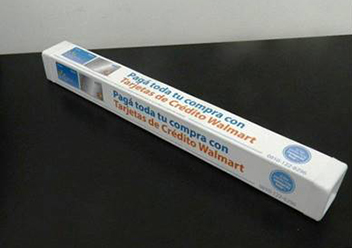 Pagá toda tu compra con
Tarjetas de Crédito Walmart
Pagá toda tu compra con
Tarjetas de Crédito Walmart